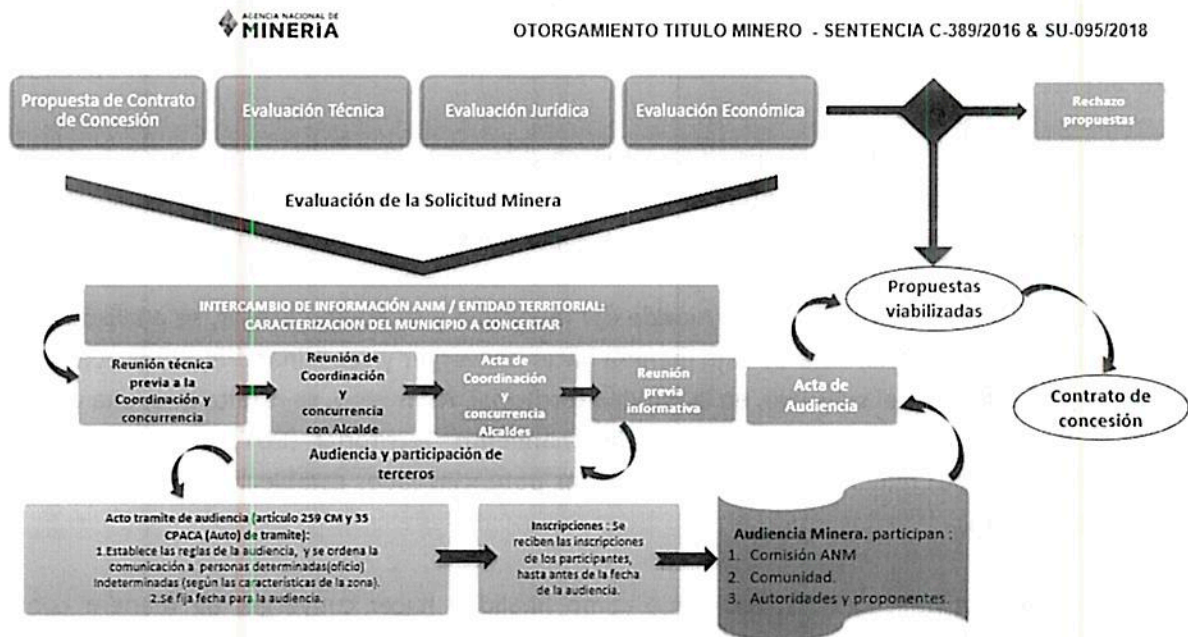 AGENCIA NACIONAL DE
MINERÍA
OTORGAMIENTO TITULO MINERO - SENTENCIA C-389/2016 & SU-095/2018
Propuesta de Contrato
de Concesión
Evaluación Técnica
Evaluación Jurídica
Evaluación Económica
Rechazo
propuestas
Evaluación de la Solicitud Minera
INTERCAMBIO DE INFORMACIÓN ANM / ENTIDAD TERRITORIAL:
CARACTERIZACION DEL MUNICIPIO A CONCERTAR
Propuestas
viabilizadas
Reunión técnica
previa a la
Coordinación y
concurrencia
Reunión de
Coordinación
y
concurrencia
con Alcalde
Acta de
Coordinación
y
concurrencia
Alcaldes
Reunión
previa
informativa
Acta de
Audiencia
Contrato de
concesión
Audiencia y participación de
terceros
Acto tramite de audiencia (artículo 259 CM y 35
CPACA (Auto) de tramite):
1.Establece las reglas de la audiencia, y se ordena la
comunicación a personas determinadas(oficio)
Indeterminadas (según las características de la zona).
2.Se fija fecha para la audiencia.
Inscripciones : Se
reciben las inscripciones
de los participantes,
hasta antes de la fecha
de la audiencia.
Audiencia Minera. participan :
1. Comisión ANM
2. Comunidad.
3. Autoridades y proponentes.